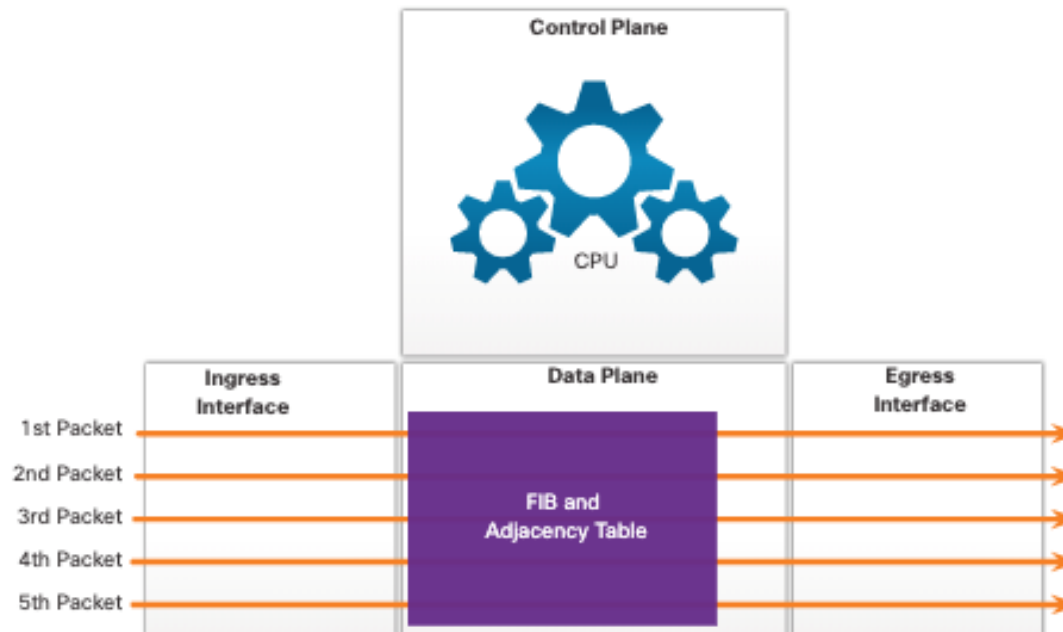 Control Plane
CPU
Ingress
Interface
Data Plane
Egress
Interface
1st Packet
2nd Packet
3rd Packet
4th Packet
5th Packet
FIB and
Adjacency Table